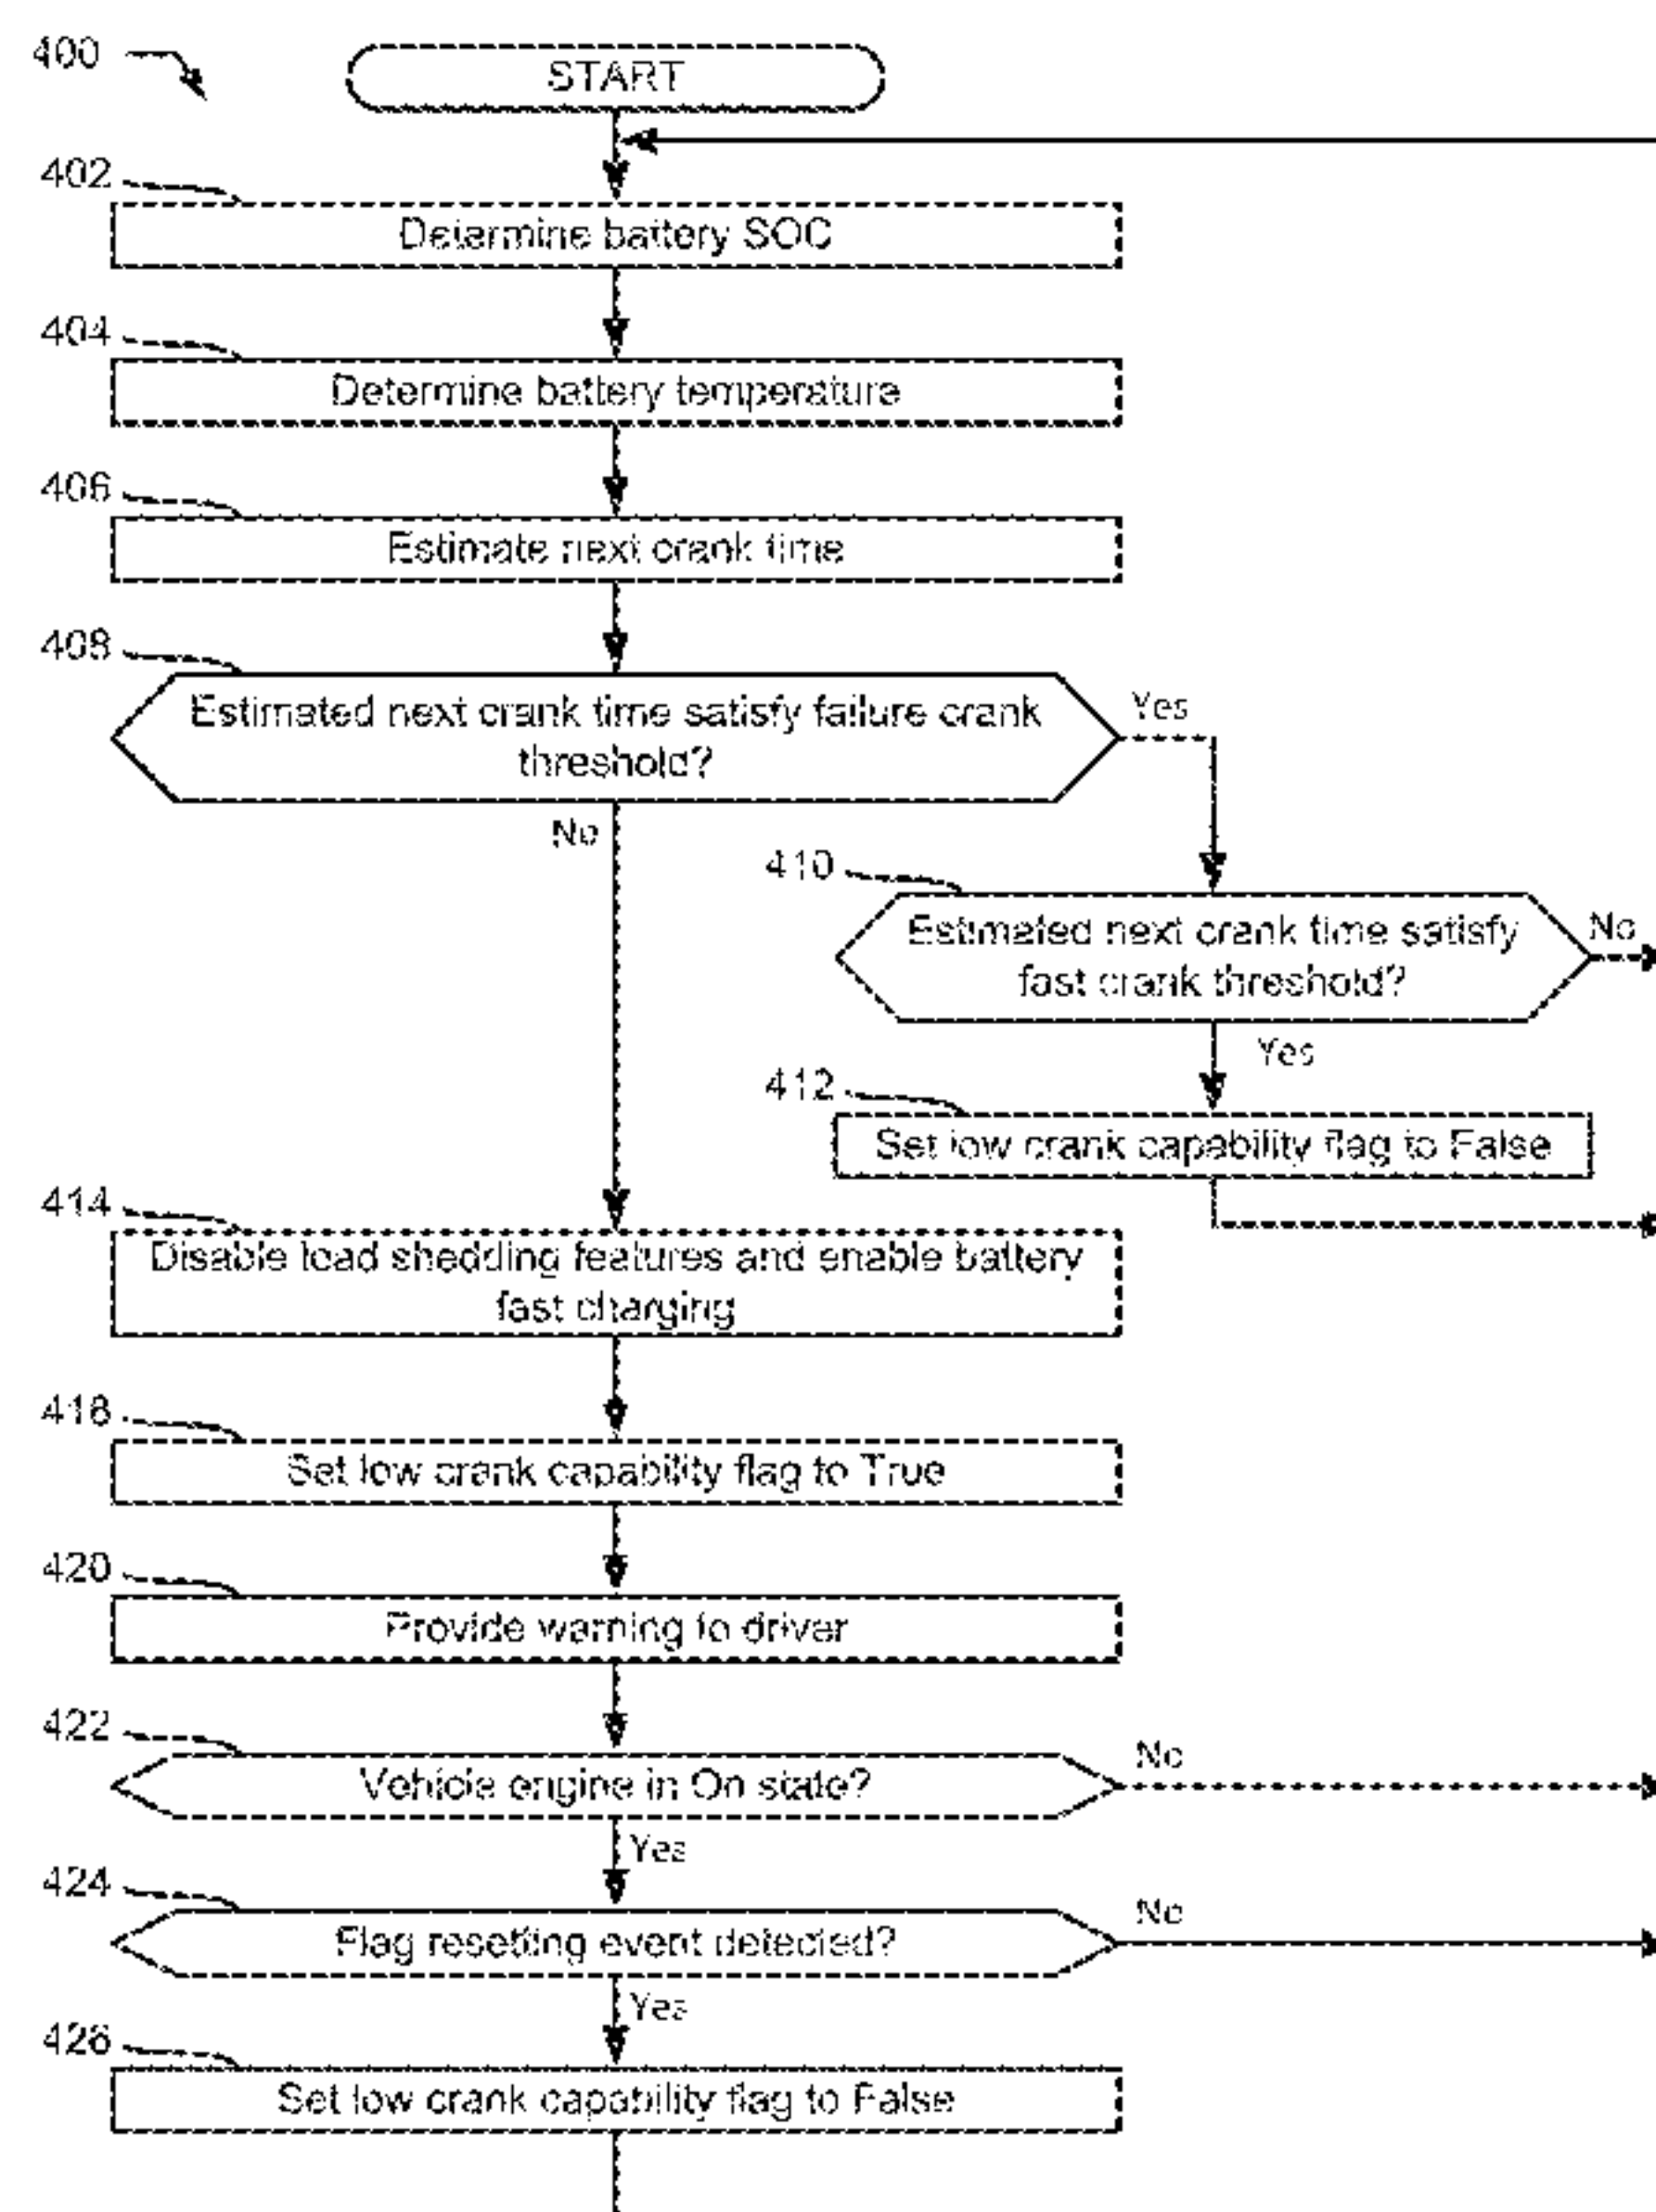 400
START
402
Determine battery SOC
404
Determine battery temperature
406
Estimate next crank time
408
Estimated next crank time satisfy failure crank
threshold?
Yes
No
410
Estimated next crank time satisfy
fast crank threshold?
No
Yes
412
Set low crank capability flag to False
414
Disable load shedding features and enable battery
fast charging
418
Set low crank capability flag to True
420
Provide warning to driver
422
Vehicle engine in On state?
No
Yes
424
Flag resetting event detected?
No
Yes
426
Set low crank capability flag to False